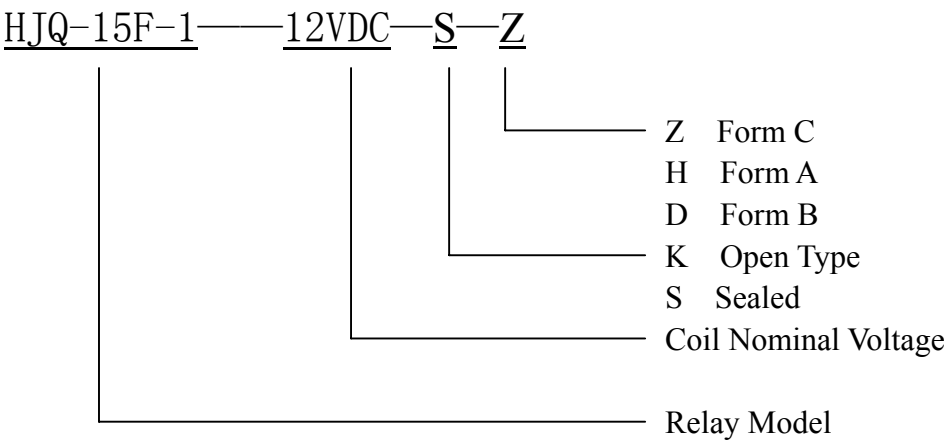 HJQ-15F-1——12VDC—S—Z
Z Form C
H Form A
D Form B
K Open Type
S Sealed
Coil Nominal Voltage
Relay Model